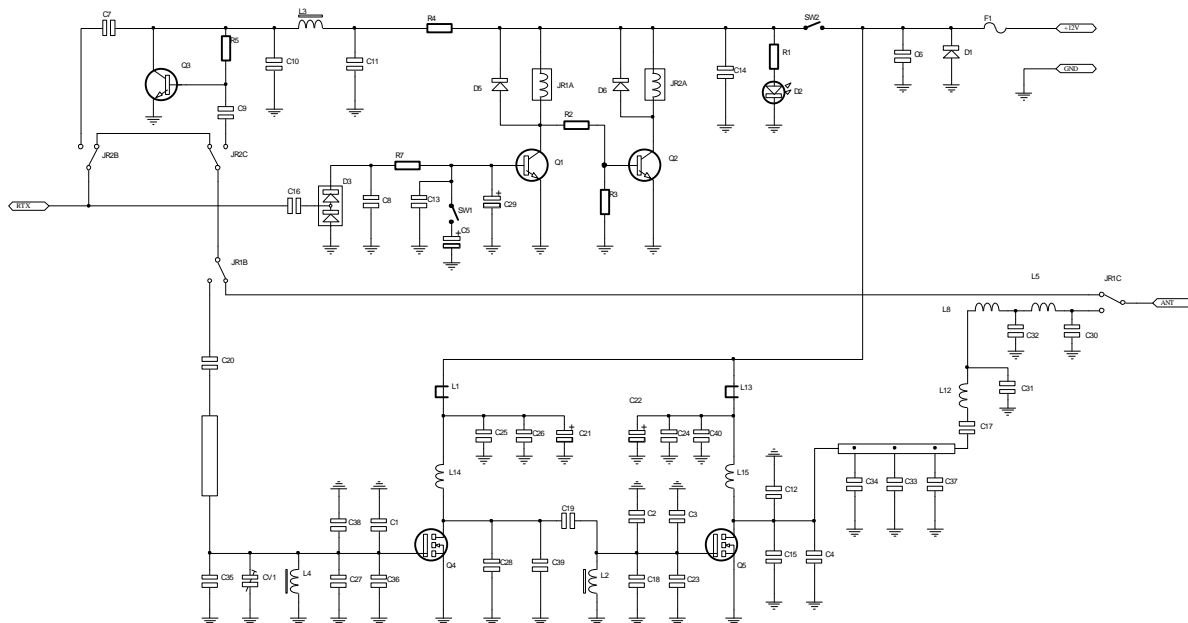 C7
L3
R4
SW2
F1
+12V
R5
Q3
C10
C11
D5
JR1A
D6
JR2A
C14
R1
D2
C6
D1
GND
C9
R2
JR2B
JR2C
R7
Q1
Q2
D3
C16
C8
C13
SW1
C5
C29
R3
RTX
JR1B
L5
JR1C
ANT
L8
C32
C30
C20
L1
L13
L12
C31
C22
C25
C26
C21
C24
C40
C17
L14
L15
C34
C33
C37
C12
C19
C38
C1
C2
C3
Q4
C28
C39
Q5
C15
C4
C35
CV1
L4
C27
C36
L2
C18
C23